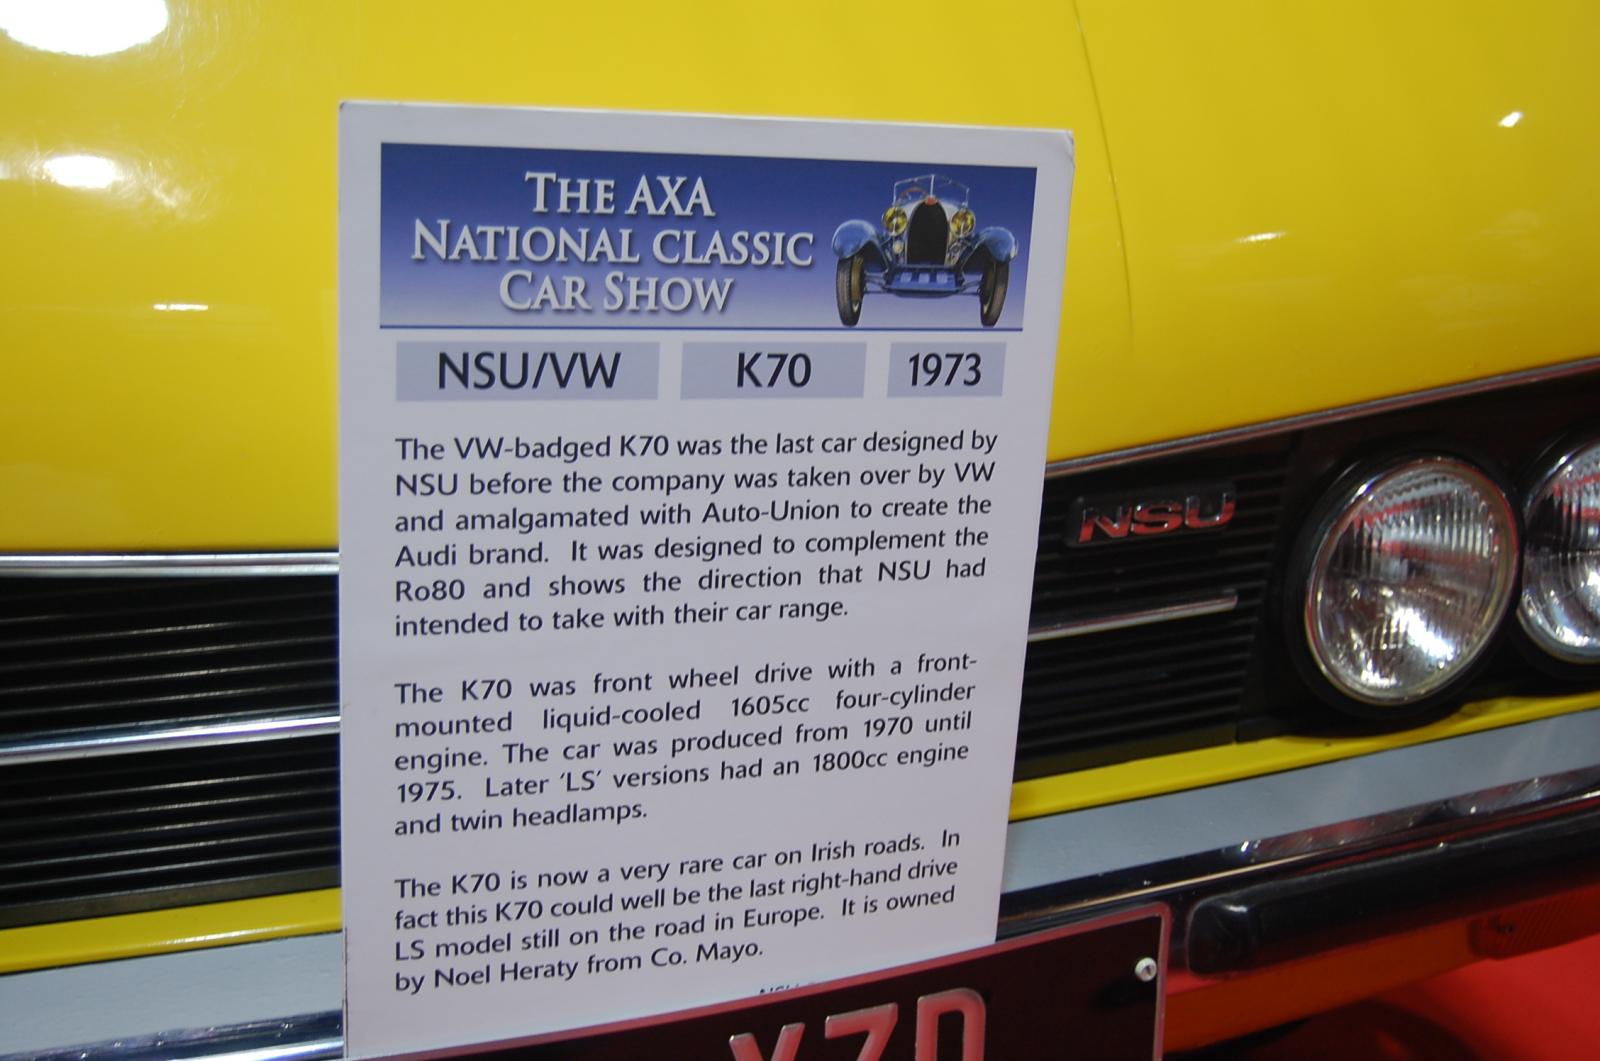 THE AXA
NATIONAL CLASSIC
CAR SHOW
NSU/VW K70 1973
The VW-badged K70 was the last car designed by
NSU before the company was taken over by VW
and amalgamated with Auto-Union to create the
Audi brand. It was designed to complement the
Ro80 and shows the direction that NSU had
intended to take with their car range.
The K70 was front wheel drive with a front-
mounted liquid-cooled 1605cc four-cylinder
engine. The car was produced from 1970 until
1975. Later ‘LS’ versions had an 1800cc engine
and twin headlamps.
The K70 is now a very rare car on Irish roads. In
fact this K70 could well be the last right-hand drive
LS model still on the road in Europe. It is owned
by Noel Heraty from Co. Mayo.
NSU